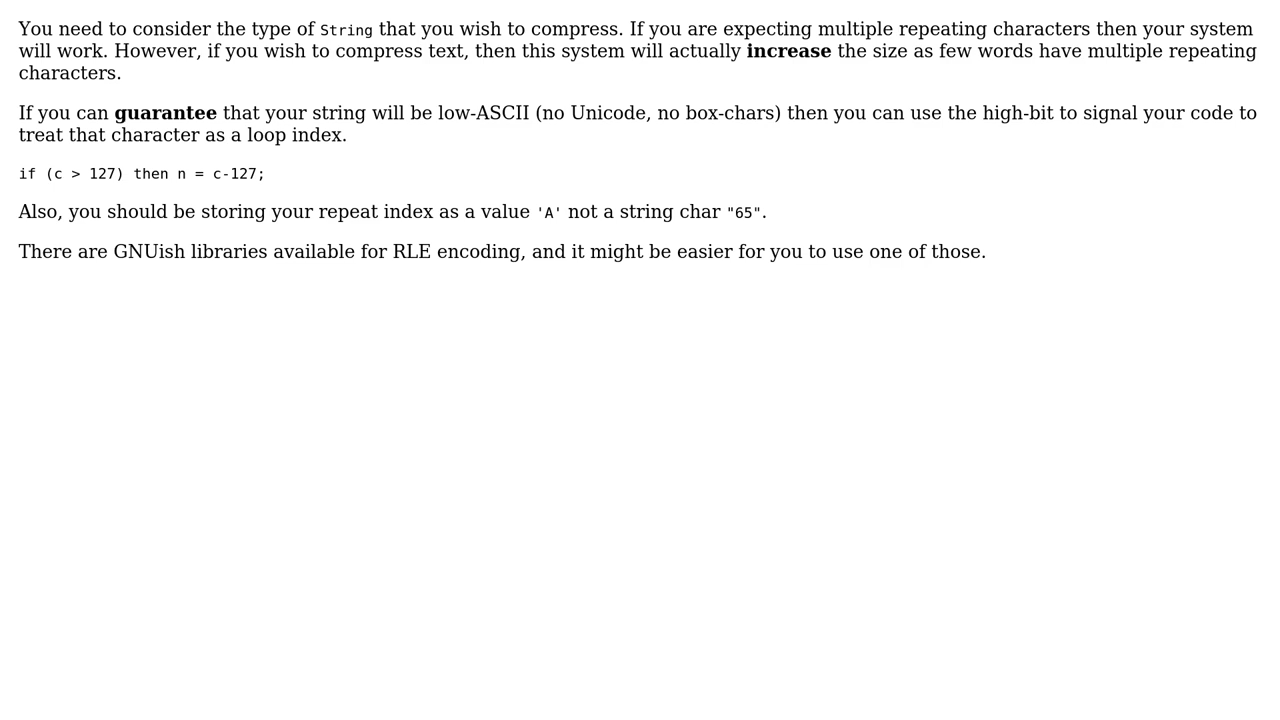 You need to consider the type of String that you wish to compress. If you are expecting multiple repeating characters then your system
will work. However, if you wish to compress text, then this system will actually increase the size as few words have multiple repeating
characters.
If you can guarantee that your string will be low-ASCII (no Unicode, no box-chars) then you can use the high-bit to signal your code to
treat that character as a loop index.
if (c > 127) then n = c-127;
Also, you should be storing your repeat index as a value 'A' not a string char "65".
There are GNUish libraries available for RLE encoding, and it might be easier for you to use one of those.